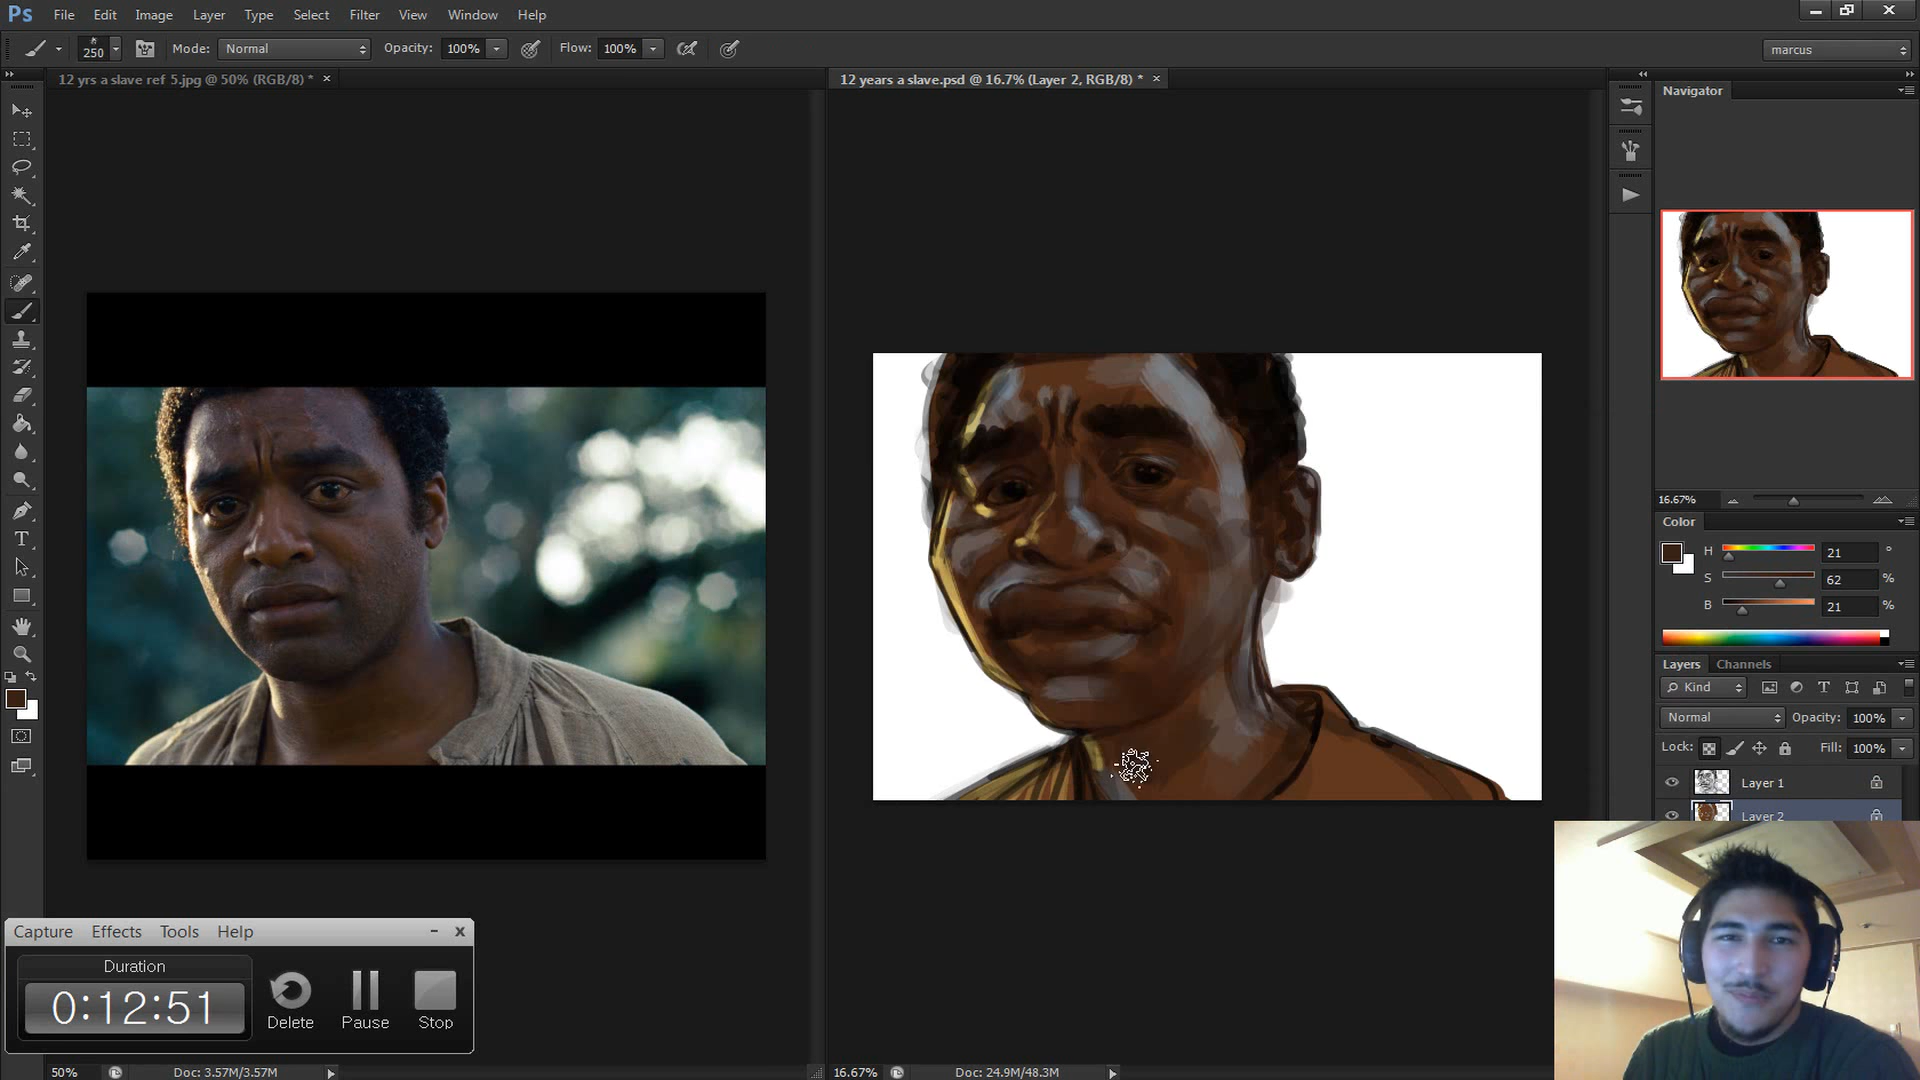 Ps File Edit Image Layer Type Select Filter View Window Help
250 Mode: Normal Opacity: 100% Flow: 100% marcus
12 yrs a slave ref 5.jpg @ 50% (RGB/8) * ×
12 years a slave.psd @ 16.7% (Layer 2, RGB/8) * ×
Navigator
16.67%
Color
H 21 °
S 62 %
B 21 %
Layers Channels
Kind
Normal Opacity: 100%
Lock: Fill: 100%
Layer 1
Layer 2
Capture Effects Tools Help
Duration
0:12:51
Delete Pause Stop
50% Doc: 3.57M/3.57M
16.67% Doc: 24.9M/48.3M